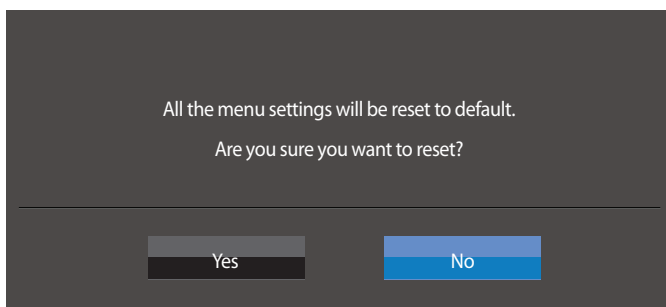 All the menu settings will be reset to default.
Are you sure you want to reset?
Yes No